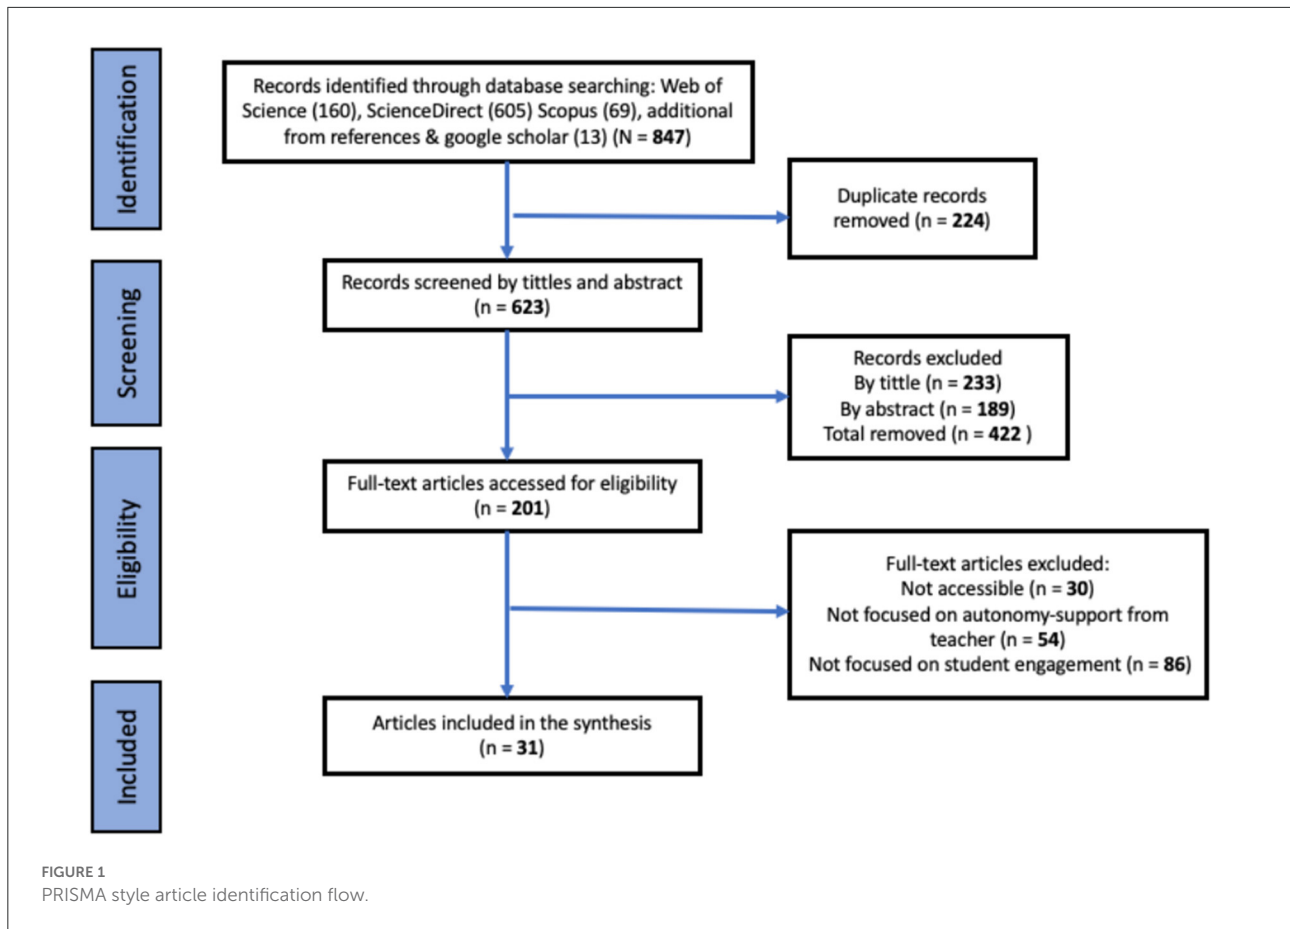 Identification
Records identified through database searching: Web of
Science (160), ScienceDirect (605) Scopus (69), additional
from references & google scholar (13) (N = 847)
Duplicate records
removed (n = 224)
Screening
Records screened by tittles and abstract
(n = 623)
Records excluded
By tittle (n = 233)
By abstract (n = 189)
Total removed (n = 422 )
Eligibility
Full-text articles accessed for eligibility
(n = 201)
Full-text articles excluded:
Not accessible (n = 30)
Not focused on autonomy-support from
teacher (n = 54)
Not focused on student engagement (n = 86)
Included
Articles included in the synthesis
(n = 31)
FIGURE 1
PRISMA style article identification flow.